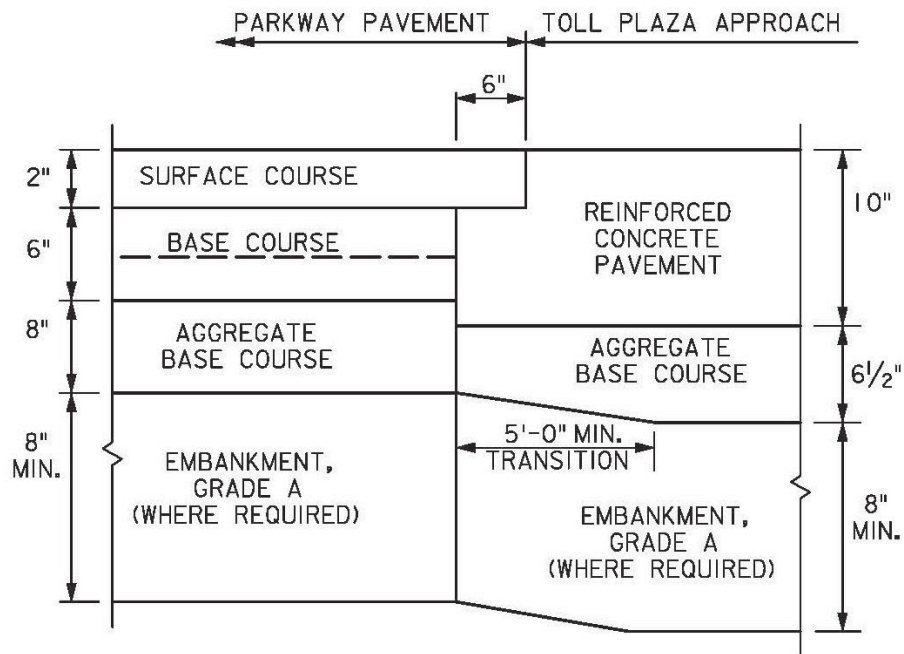 PARKWAY PAVEMENT
TOLL PLAZA APPROACH
6"
2"
SURFACE COURSE
6"
BASE COURSE
REINFORCED
CONCRETE
PAVEMENT
10"
8"
AGGREGATE
BASE COURSE
AGGREGATE
BASE COURSE
6½"
8"
MIN.
EMBANKMENT,
GRADE A
(WHERE REQUIRED)
5'-0" MIN.
TRANSITION
EMBANKMENT,
GRADE A
(WHERE REQUIRED)
8"
MIN.